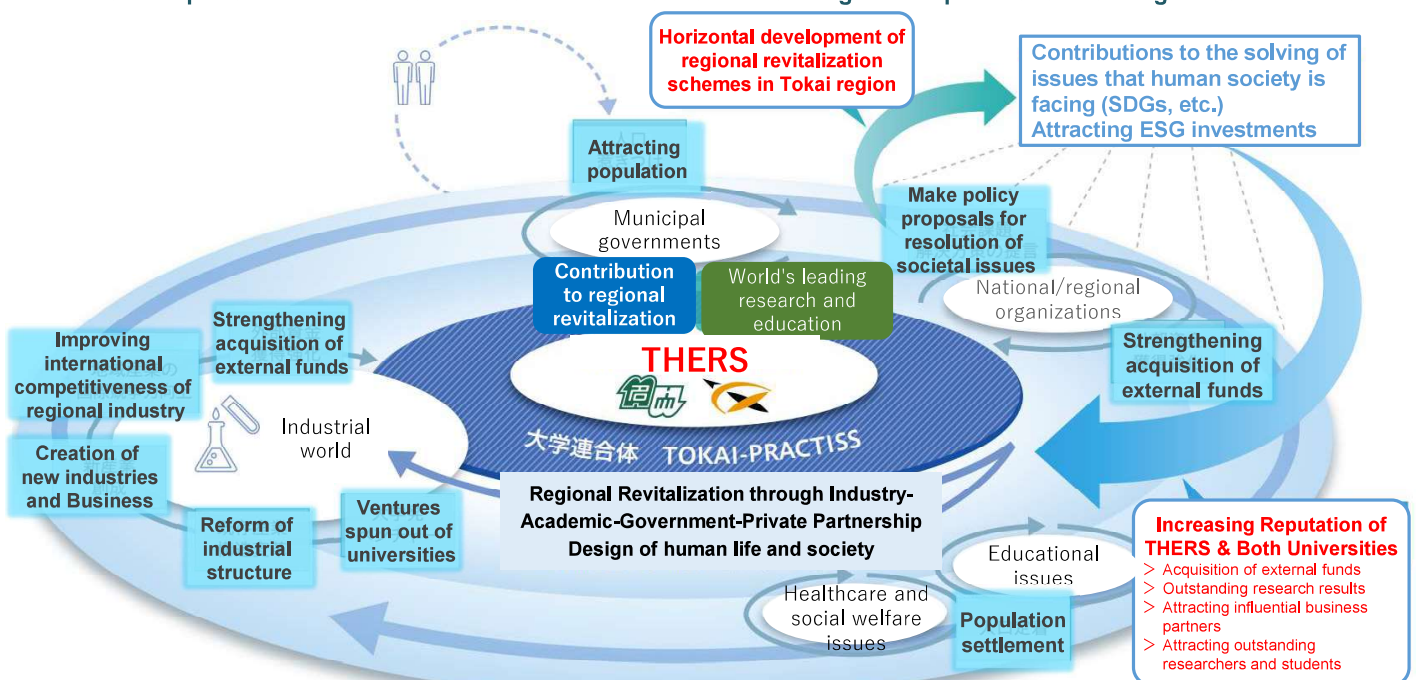 Horizontal development of
regional revitalization
schemes in Tokai region
Contributions to the solving of
issues that human society is
facing (SDGs, etc.)
Attracting ESG investments
Attracting
population
Municipal
governments
Make policy
proposals for
resolution of
societal issues
National/regional
organizations
Contribution
to regional
revitalization
World's leading
research and
education
Strengthening
acquisition of
external funds
Improving
international
competitiveness of
regional industry
Strengthening
acquisition of
external funds
THERS
Industrial
world
大学連合体 TOKAI-PRACTISS
Creation of
new industries
and Business
Reform of
industrial
structure
Ventures
spun out of
universities
Regional Revitalization through Industry-
Academic-Government-Private Partnership
Design of human life and society
Educational
issues
Healthcare and
social welfare
issues
Population
settlement
Increasing Reputation of
THERS & Both Universities
> Acquisition of external funds
> Outstanding research results
> Attracting influential business
partners
> Attracting outstanding
researchers and students